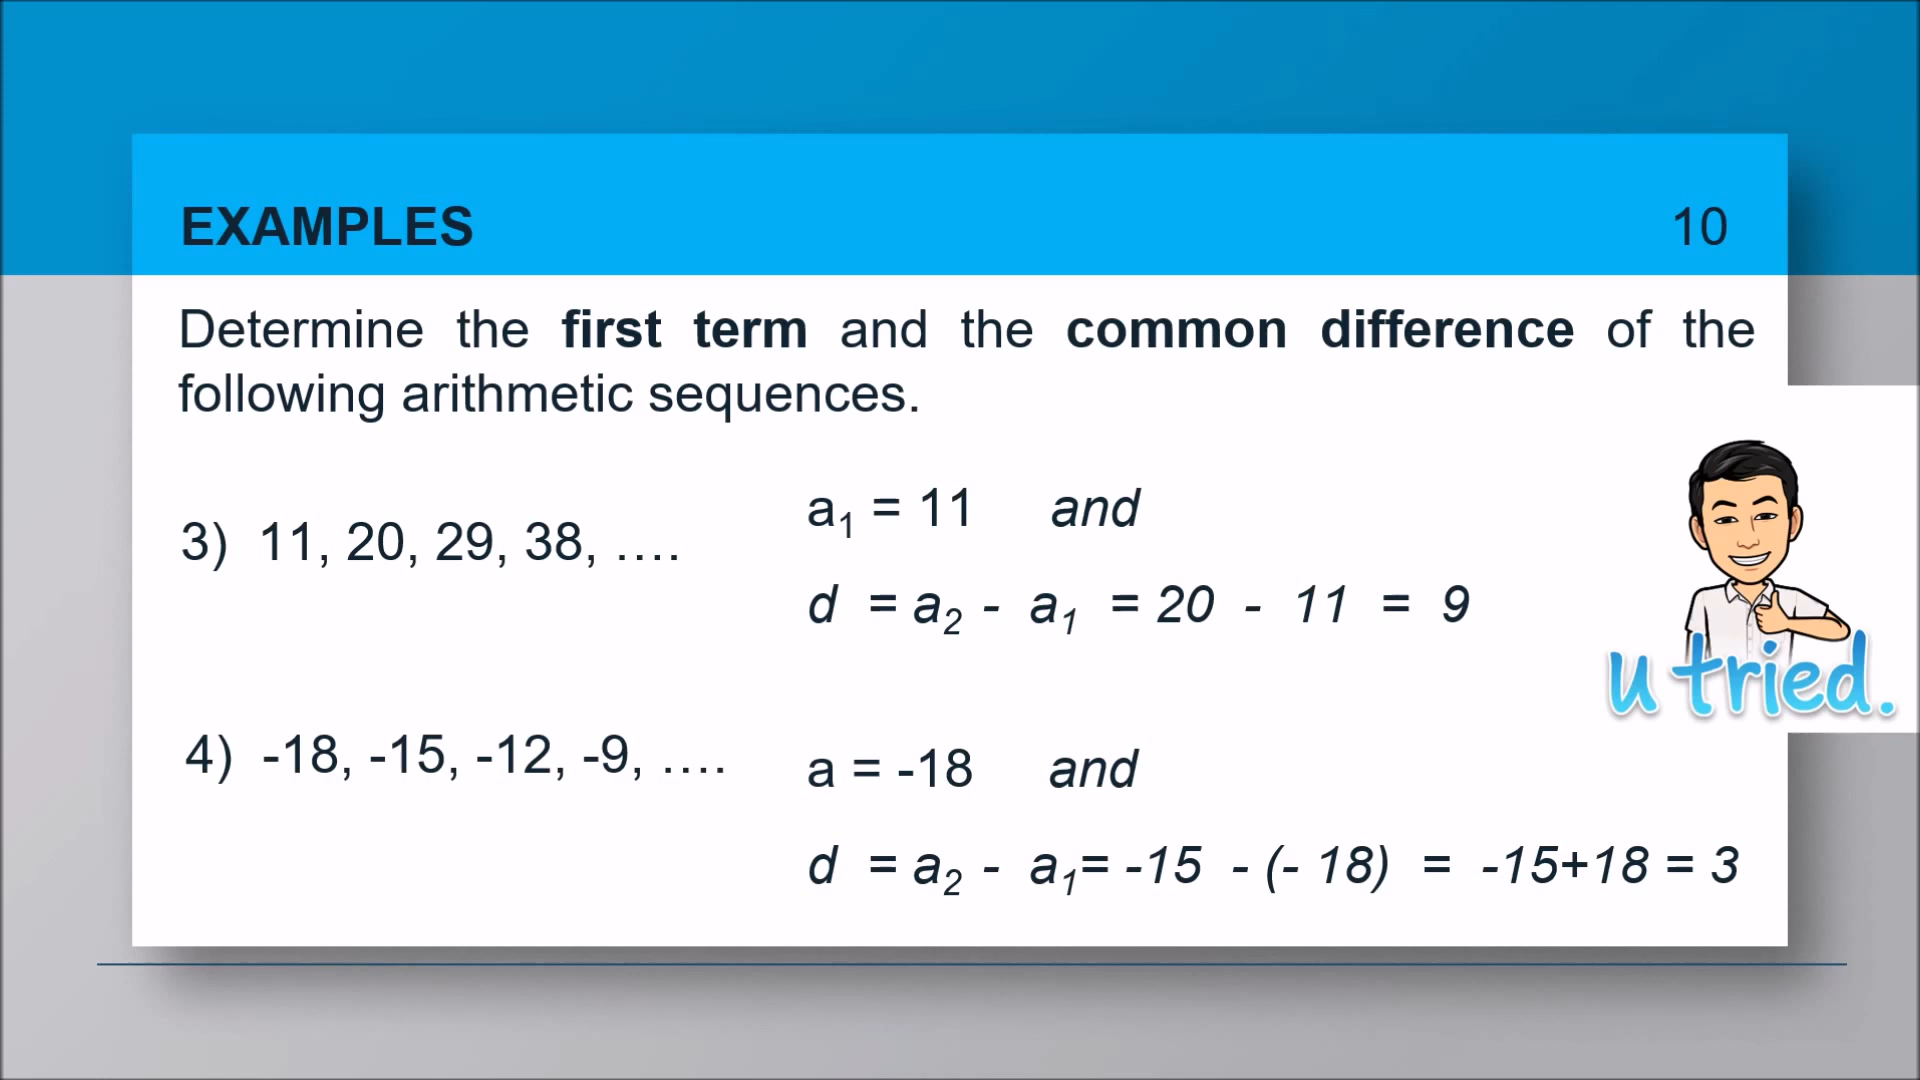 EXAMPLES 10
Determine the first term and the common difference of the
following arithmetic sequences.
3) 11, 20, 29, 38, ….
a₁ = 11 and
d = a₂ - a₁ = 20 - 11 = 9
u tried.
4) -18, -15, -12, -9, ….
a = -18 and
d = a₂ - a₁= -15 - (- 18) = -15+18 = 3